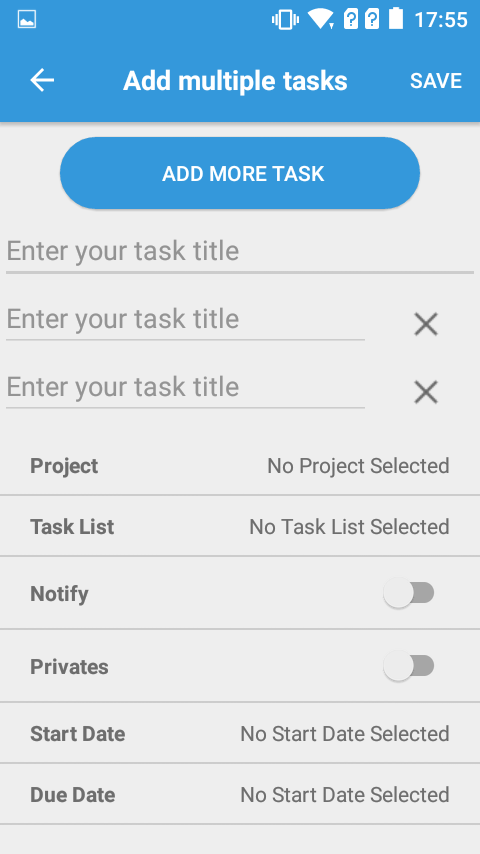 17:55
Add multiple tasks SAVE
ADD MORE TASK
Enter your task title
Enter your task title
Enter your task title
Project No Project Selected
Task List No Task List Selected
Notify
Privates
Start Date No Start Date Selected
Due Date No Start Date Selected